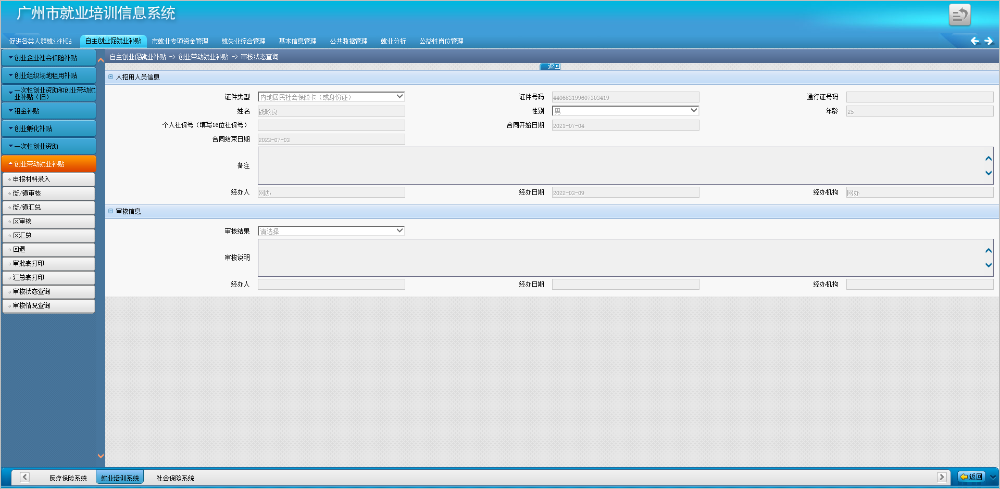 广州市就业培训信息系统
促进各类人群就业补贴 自主创业促就业补贴 市就业专项资金管理 就失业综合管理 基本信息管理 公共数据管理 就业分析 公益性岗位管理
自主创业促就业补贴 -> 创业带动就业补贴 -> 审核状态查询
返回
创业企业社会保险补贴
创业组织场地租用补贴
一次性创业资助和创业带动就
业补贴（旧）
租金补贴
创业孵化补贴
一次性创业资助
创业带动就业补贴
申报材料录入
街/镇审核
街/镇汇总
区审核
区汇总
回退
审批表打印
汇总表打印
审核状态查询
审核情况查询
人招用人员信息
证件类型 内地居民社会保障卡（或身份证） 证件号码 440683199607303419 通行证号码
姓名 钱咏良 性别 男 年龄 25
个人社保号（填写16位社保号） 合同开始日期 2021-07-04
合同结束日期 2023-07-03
备注
经办人 网办 经办日期 2022-03-09 经办机构 网办
审核信息
审核结果 请选择
审核说明
经办人 经办日期 经办机构
医疗保险系统 就业培训系统 社会保险系统 返回